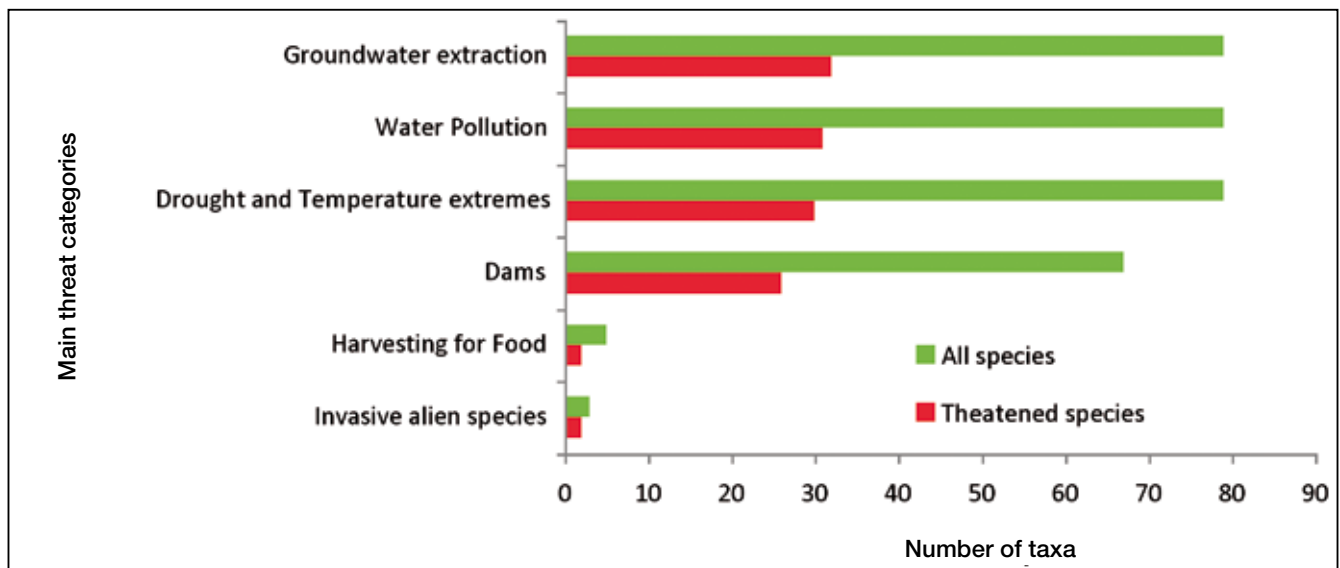 Main threat categories
Groundwater extraction
Water Pollution
Drought and Temperature extremes
Dams
Harvesting for Food
Invasive alien species
All species
Theatened species
0 10 20 30 40 50 60 70 80 90
Number of taxa